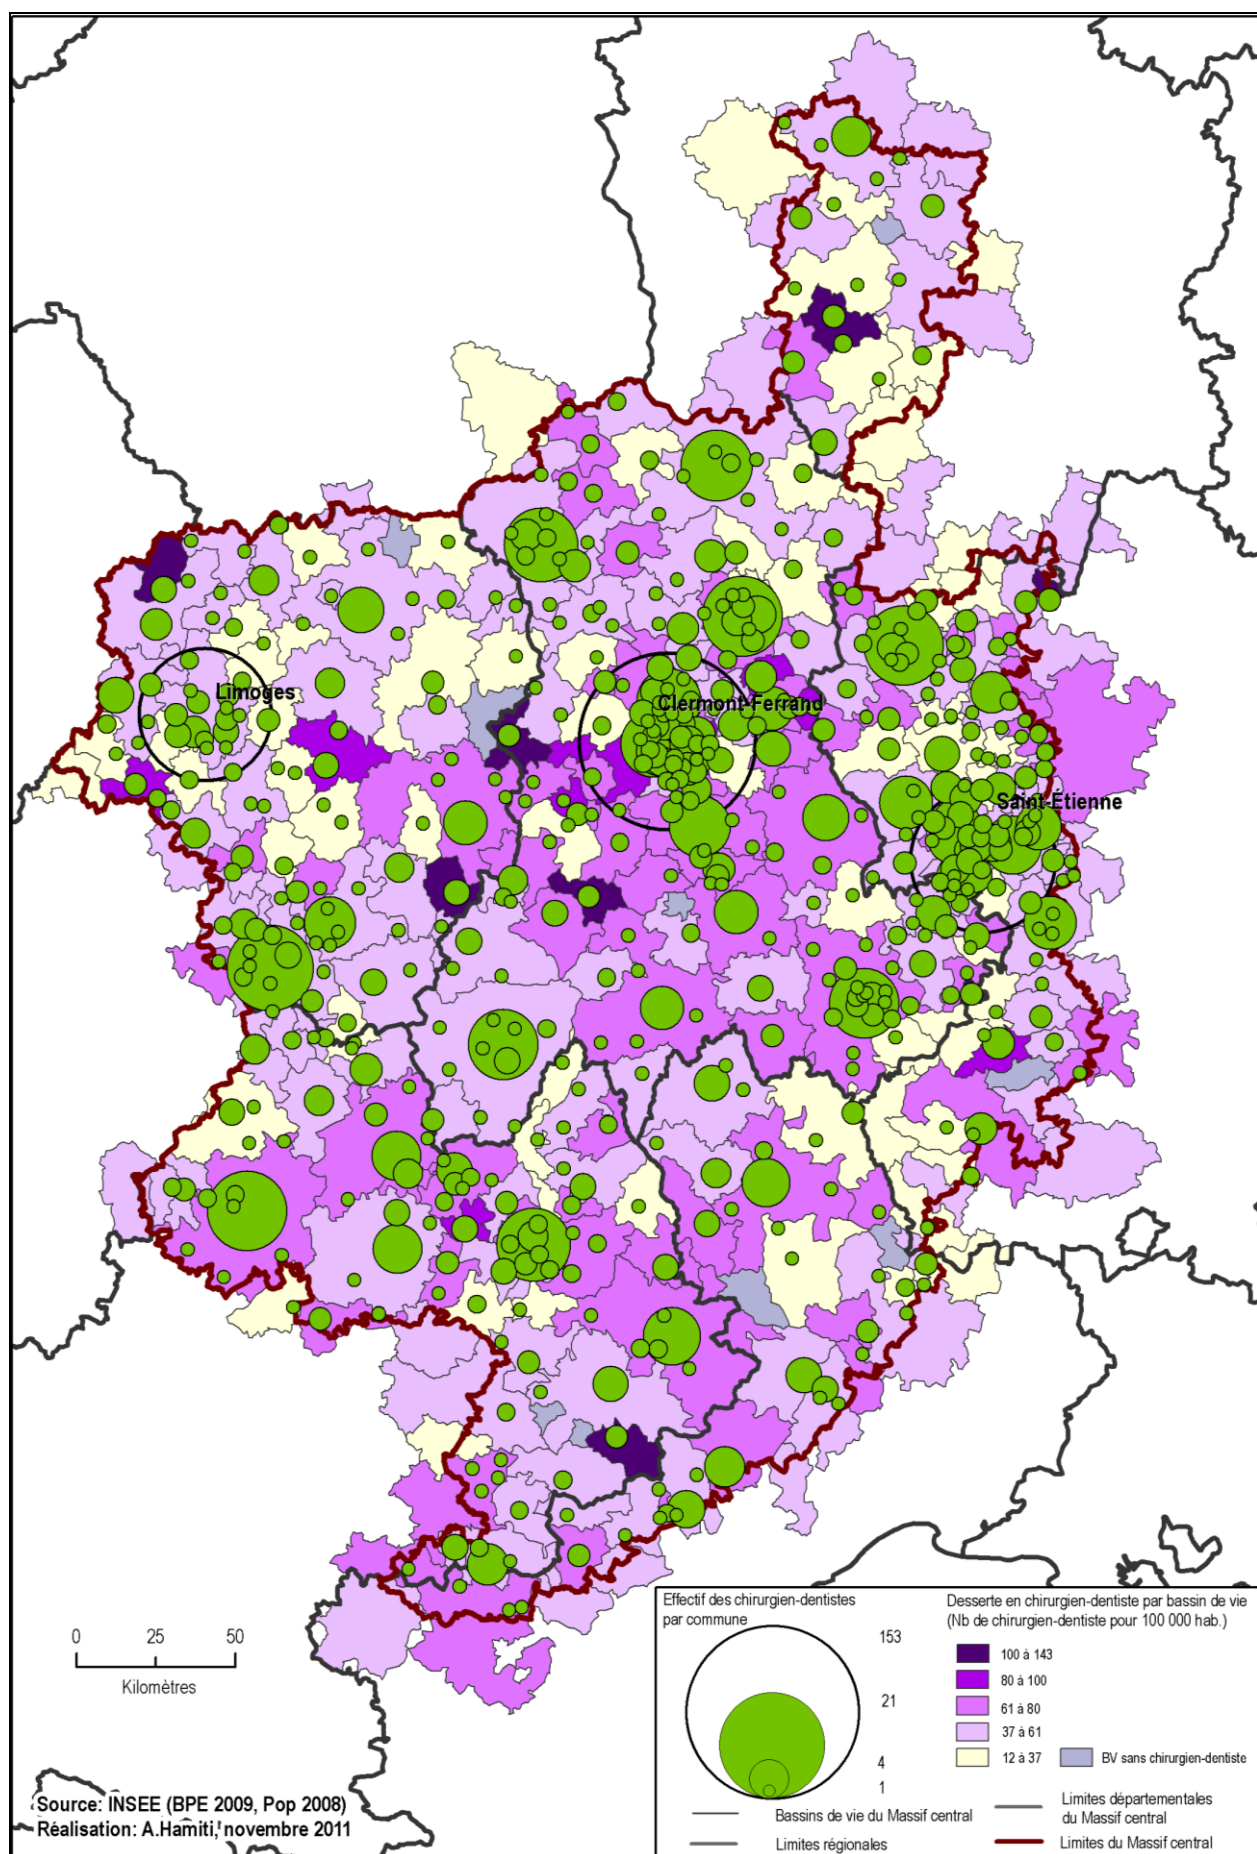 Limoges
Clermont-Ferrand
Saint-Étienne
0 25 50
Kilomètres
Source: INSEE (BPE 2009, Pop 2008)
Réalisation: A.Hamiti, novembre 2011
Effectif des chirurgien-dentistes
par commune
153
21
4
1
Desserte en chirurgien-dentiste par bassin de vie
(Nb de chirurgien-dentiste pour 100 000 hab.)
100 à 143
80 à 100
61 à 80
37 à 61
12 à 37
BV sans chirurgien-dentiste
Bassins de vie du Massif central
Limites régionales
Limites départementales
du Massif central
Limites du Massif central